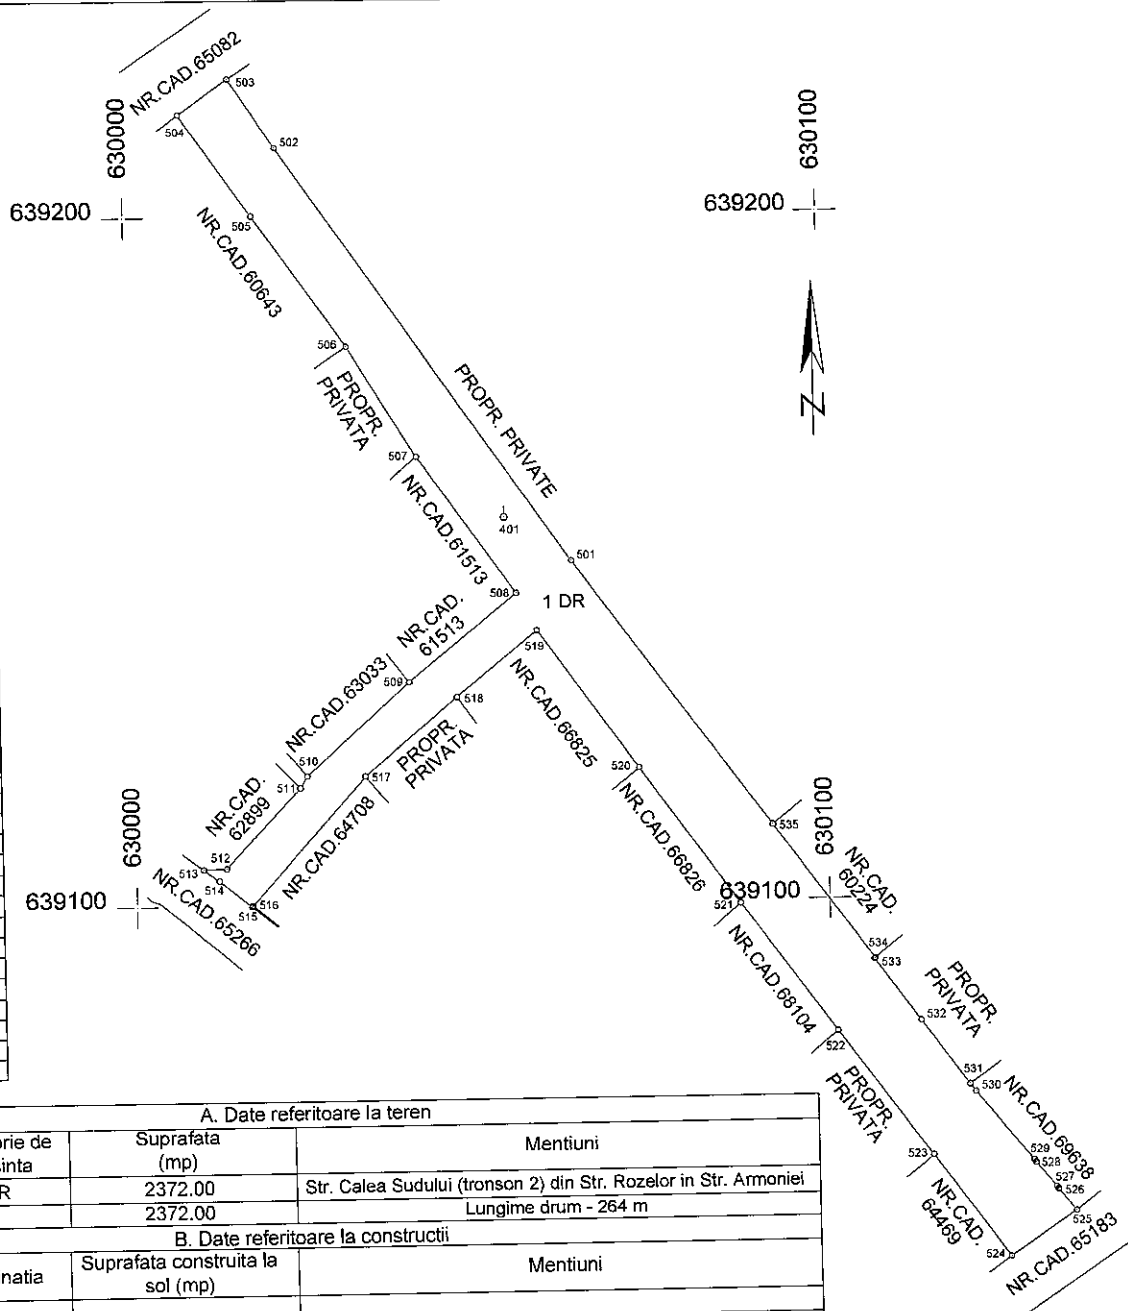 NR.CAD.65082
503
504
502
630000
630100
639200
639200
505
NR.CAD.60643
506
PROPR.
PRIVATA
PROPR. PRIVATE
507
NR.CAD.61513
401
501
508
1 DR
NR.CAD.
61513
519
509
NR.CAD.63033
518
NR.CAD.66825
PROPR.
PRIVATA
510
511
517
520
NR.CAD.
62899
NR.CAD.64708
NR.CAD.66826
535
630000
630100
512
513
514
NR.CAD.65266
515
516
639100
639100
521
NR.CAD.
60224
534
533
NR.CAD.68104
PROPR.
PRIVATA
532
522
531
530
PROPR.
PRIVATA
NR.CAD.69638
529
528
527
526
523
525
NR.CAD.
64469
524
NR.CAD.65183
Z
A. Date referitoare la teren
rie de
inta
Suprafata
(mp)
Mentiuni
R
2372.00
Str. Calea Sudului (tronson 2) din Str. Rozelor in Str. Armoniei
2372.00
Lungime drum - 264 m
B. Date referitoare la constructii
natia
Suprafata construita la
sol (mp)
Mentiuni